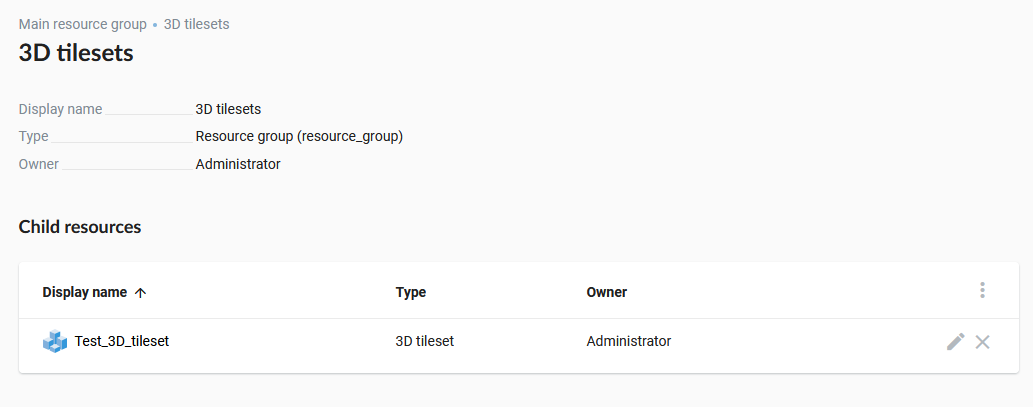 Main resource group • 3D tilesets
3D tilesets
Display name 3D tilesets
Type Resource group (resource_group)
Owner Administrator
Child resources
Display name Type Owner
Test_3D_tileset 3D tileset Administrator